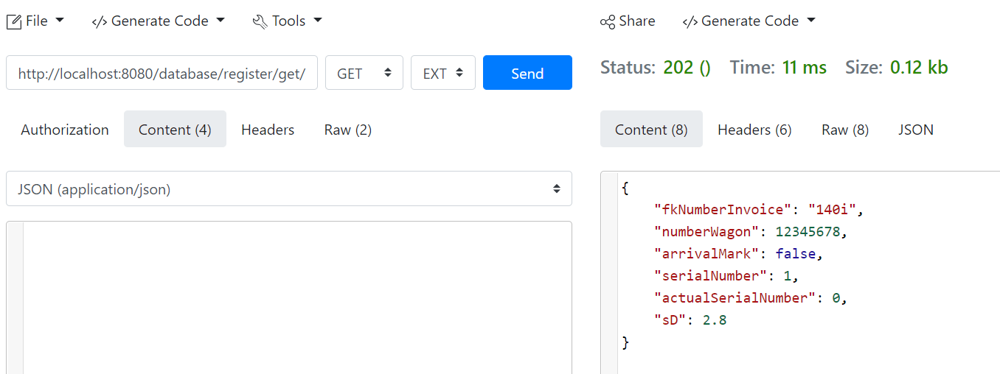 File
</> Generate Code
Tools
http://localhost:8080/database/register/get/
GET
EXT
Send
Authorization
Content (4)
Headers
Raw (2)
JSON (application/json)
Share
</> Generate Code
Status: 202 () Time: 11 ms Size: 0.12 kb
Content (8)
Headers (6)
Raw (8)
JSON
{
"fkNumberInvoice": "140i",
"numberWagon": 12345678,
"arrivalMark": false,
"serialNumber": 1,
"actualSerialNumber": 0,
"sD": 2.8
}